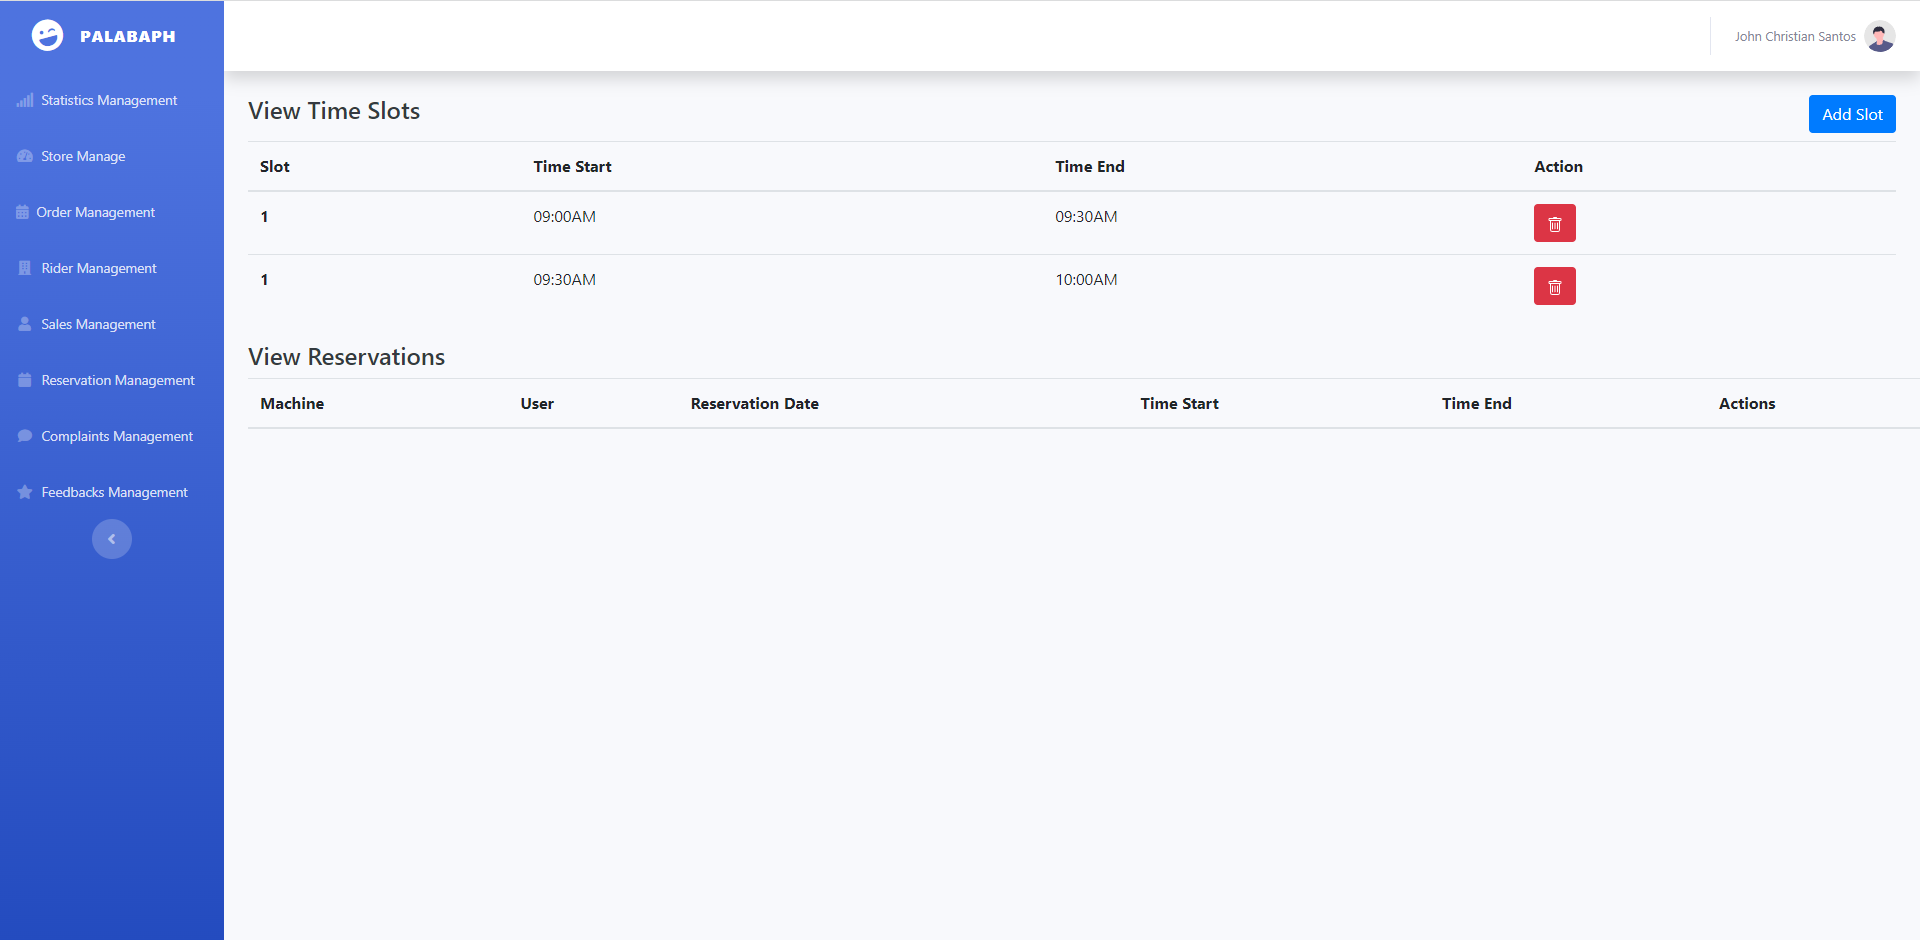 PALABAPH
John Christian Santos
Statistics Management
Store Manage
Order Management
Rider Management
Sales Management
Reservation Management
Complaints Management
Feedbacks Management
View Time Slots
Add Slot
Slot Time Start Time End Action
1 09:00AM 09:30AM
1 09:30AM 10:00AM
View Reservations
Machine User Reservation Date Time Start Time End Actions